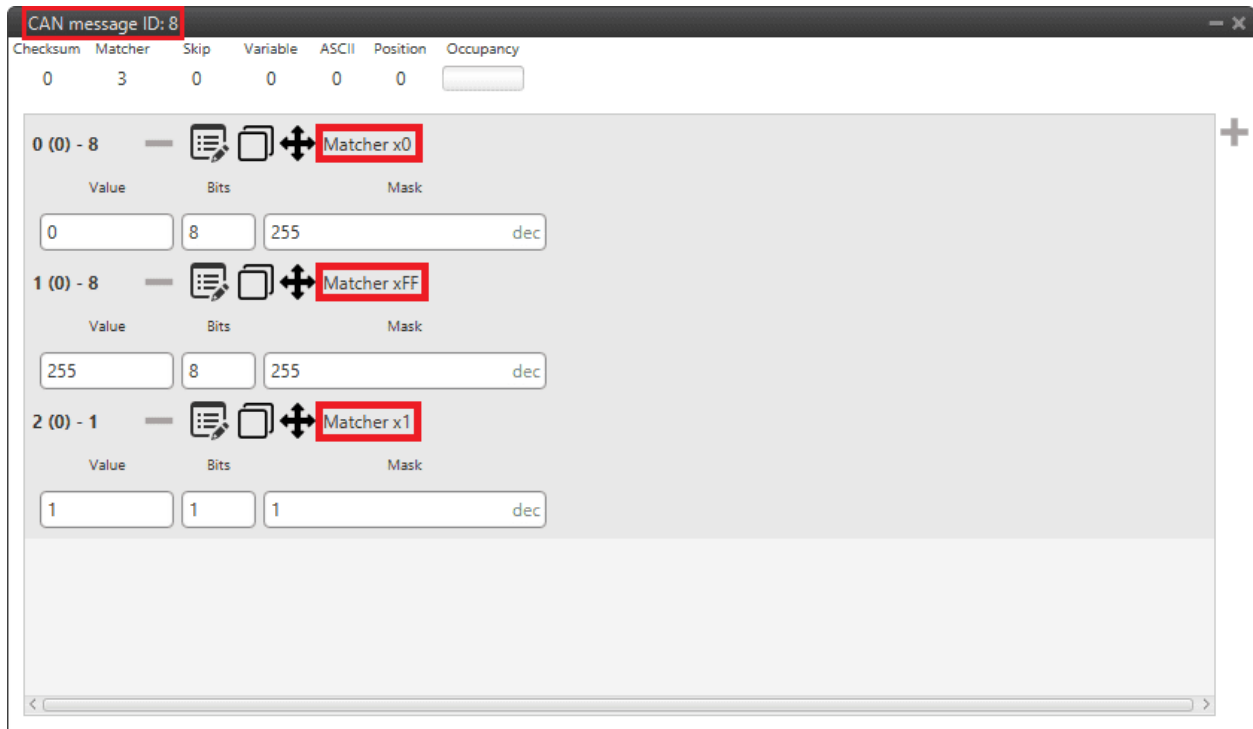 CAN message ID: 8
Checksum Matcher Skip Variable ASCII Position Occupancy
0 3 0 0 0 0
0 (0) - 8 Matcher x0
Value Bits Mask
0 8 255 dec
1 (0) - 8 Matcher xFF
Value Bits Mask
255 8 255 dec
2 (0) - 1 Matcher x1
Value Bits Mask
1 1 1 dec